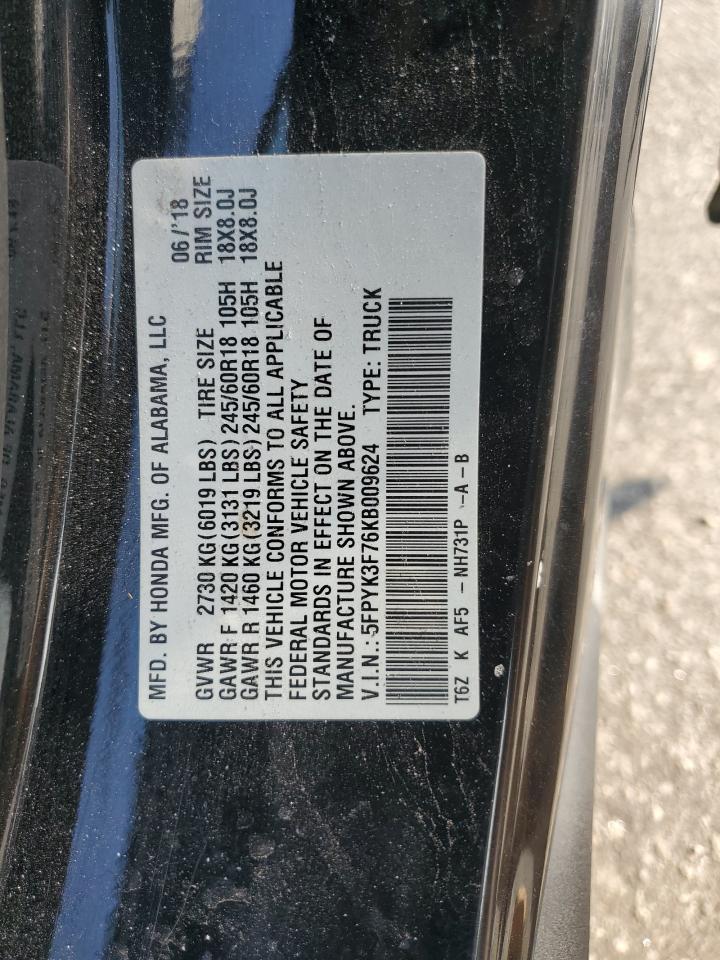 MFD. BY HONDA MFG. OF ALABAMA, LLC 06/'18
GVWR 2730 KG(6019 LBS) TIRE SIZE RIM SIZE
GAWR F 1420 KG(3131 LBS) 245/60R18 105H 18X8.0J
GAWR R 1460 KG(3219 LBS) 245/60R18 105H 18X8.0J
THIS VEHICLE CONFORMS TO ALL APPLICABLE
FEDERAL MOTOR VEHICLE SAFETY
STANDARDS IN EFFECT ON THE DATE OF
MANUFACTURE SHOWN ABOVE.
V.I.N.:5FPYK3F76KB009624 TYPE: TRUCK
T6Z K AF5 - NH731P -A-B